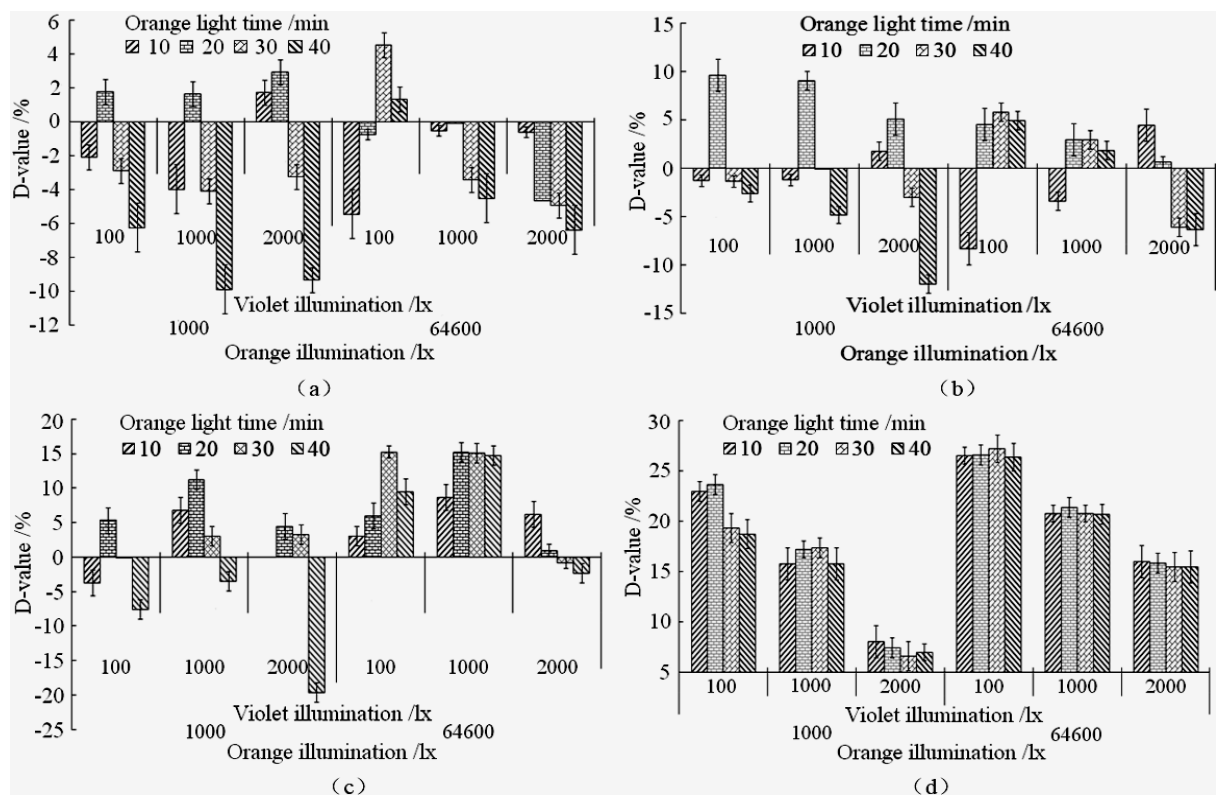 Orange light time /min
10 20 30 40
D-value /%
6
4
2
0
-2
-4
-6
-8
-10
-12
100 1000 2000 100 1000 2000
Violet illumination /lx
1000 64600
Orange illumination /lx
(a)
Orange light time /min
10 20 30 40
D-value /%
15
10
5
0
-5
-10
-15
100 1000 2000 100 1000 2000
Violet illumination /lx
1000 64600
Orange illumination /lx
(b)
Orange light time /min
10 20 30 40
D-value /%
20
15
10
5
0
-5
-10
-15
-20
-25
100 1000 2000 100 1000 2000
Violet illumination /lx
1000 64600
Orange illumination /lx
(c)
Orange light time /min
10 20 30 40
D-value /%
30
25
20
15
10
5
100 1000 2000 100 1000 2000
Violet illumination /lx
1000 64600
Orange illumination /lx
(d)